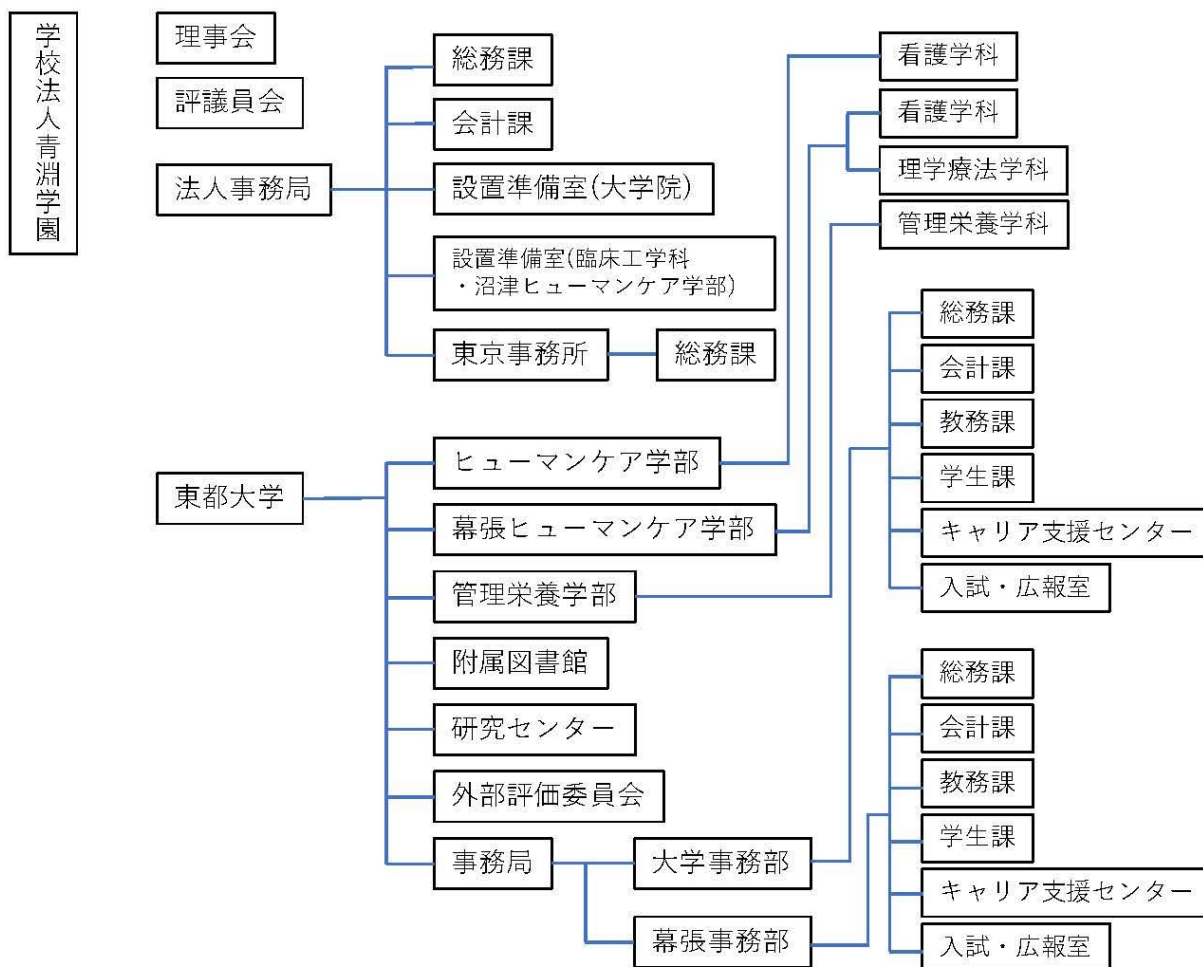 学校法人青淵学園
理事会
評議員会
法人事務局
総務課
会計課
設置準備室(大学院)
設置準備室(臨床工学科
・沼津ヒューマンケア学部)
東京事務所
総務課
東都大学
ヒューマンケア学部
幕張ヒューマンケア学部
管理栄養学部
附属図書館
研究センター
外部評価委員会
事務局
大学事務部
幕張事務部
看護学科
看護学科
理学療法学科
管理栄養学科
総務課
会計課
教務課
学生課
キャリア支援センター
入試・広報室
総務課
会計課
教務課
学生課
キャリア支援センター
入試・広報室